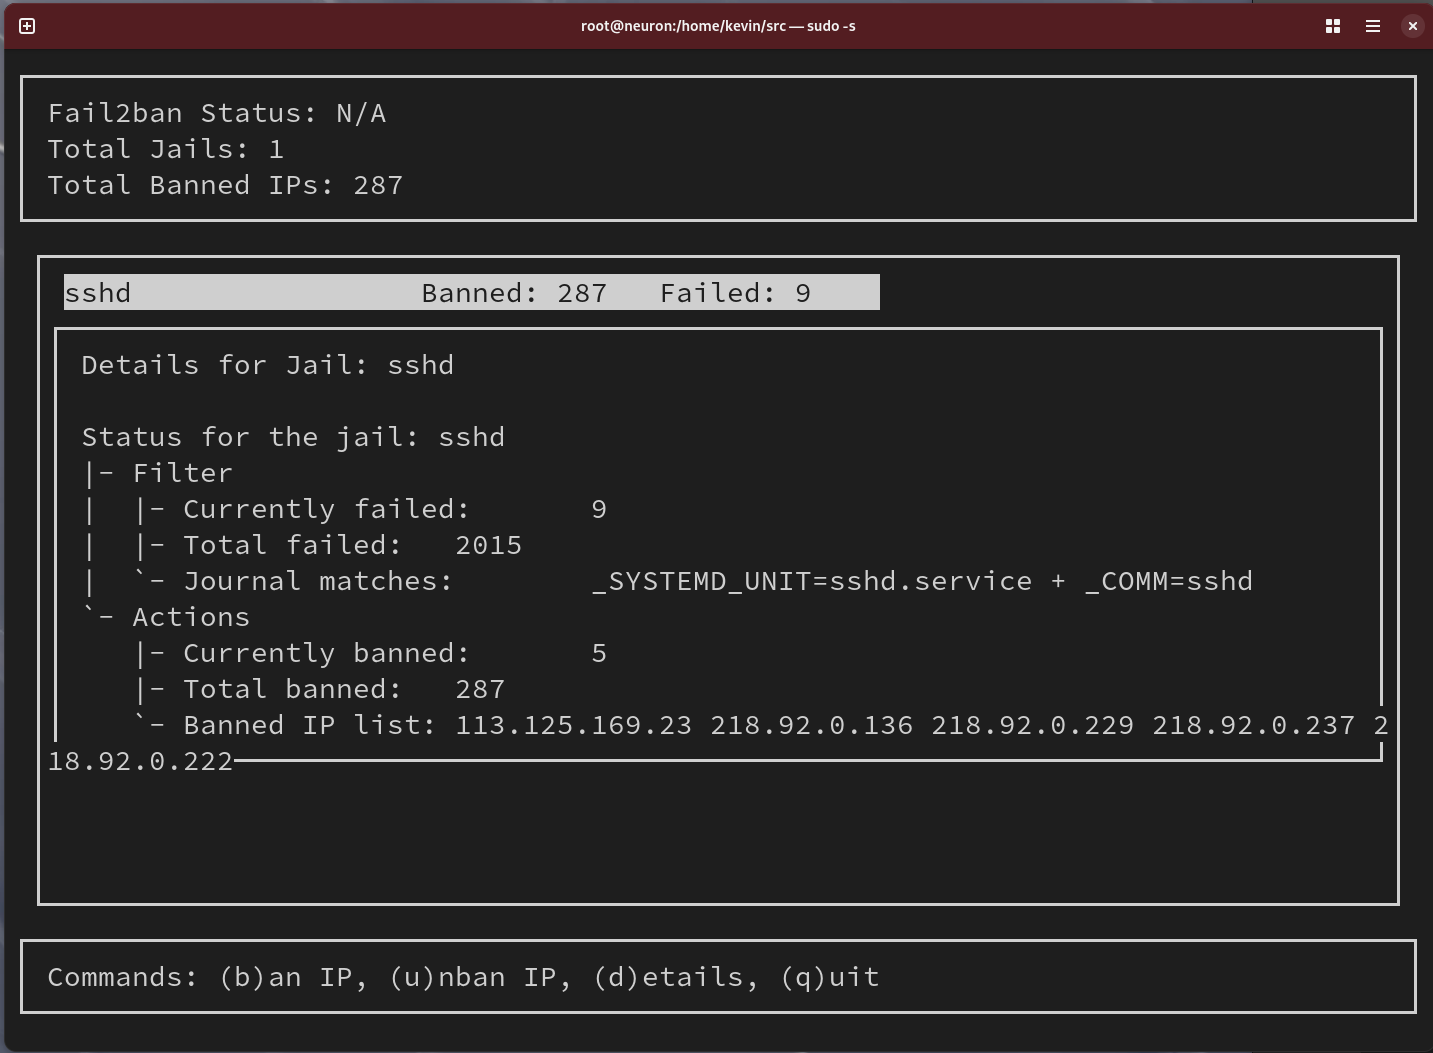 root@neuron:/home/kevin/src — sudo -s
Fail2ban Status: N/A
Total Jails: 1
Total Banned IPs: 287
sshd Banned: 287 Failed: 9
Details for Jail: sshd
Status for the jail: sshd
|- Filter
|  |- Currently failed: 9
|  |- Total failed: 2015
|  `- Journal matches: _SYSTEMD_UNIT=sshd.service + _COMM=sshd
`- Actions
   |- Currently banned: 5
   |- Total banned: 287
   `- Banned IP list: 113.125.169.23 218.92.0.136 218.92.0.229 218.92.0.237 2
18.92.0.222
Commands: (b)an IP, (u)nban IP, (d)etails, (q)uit